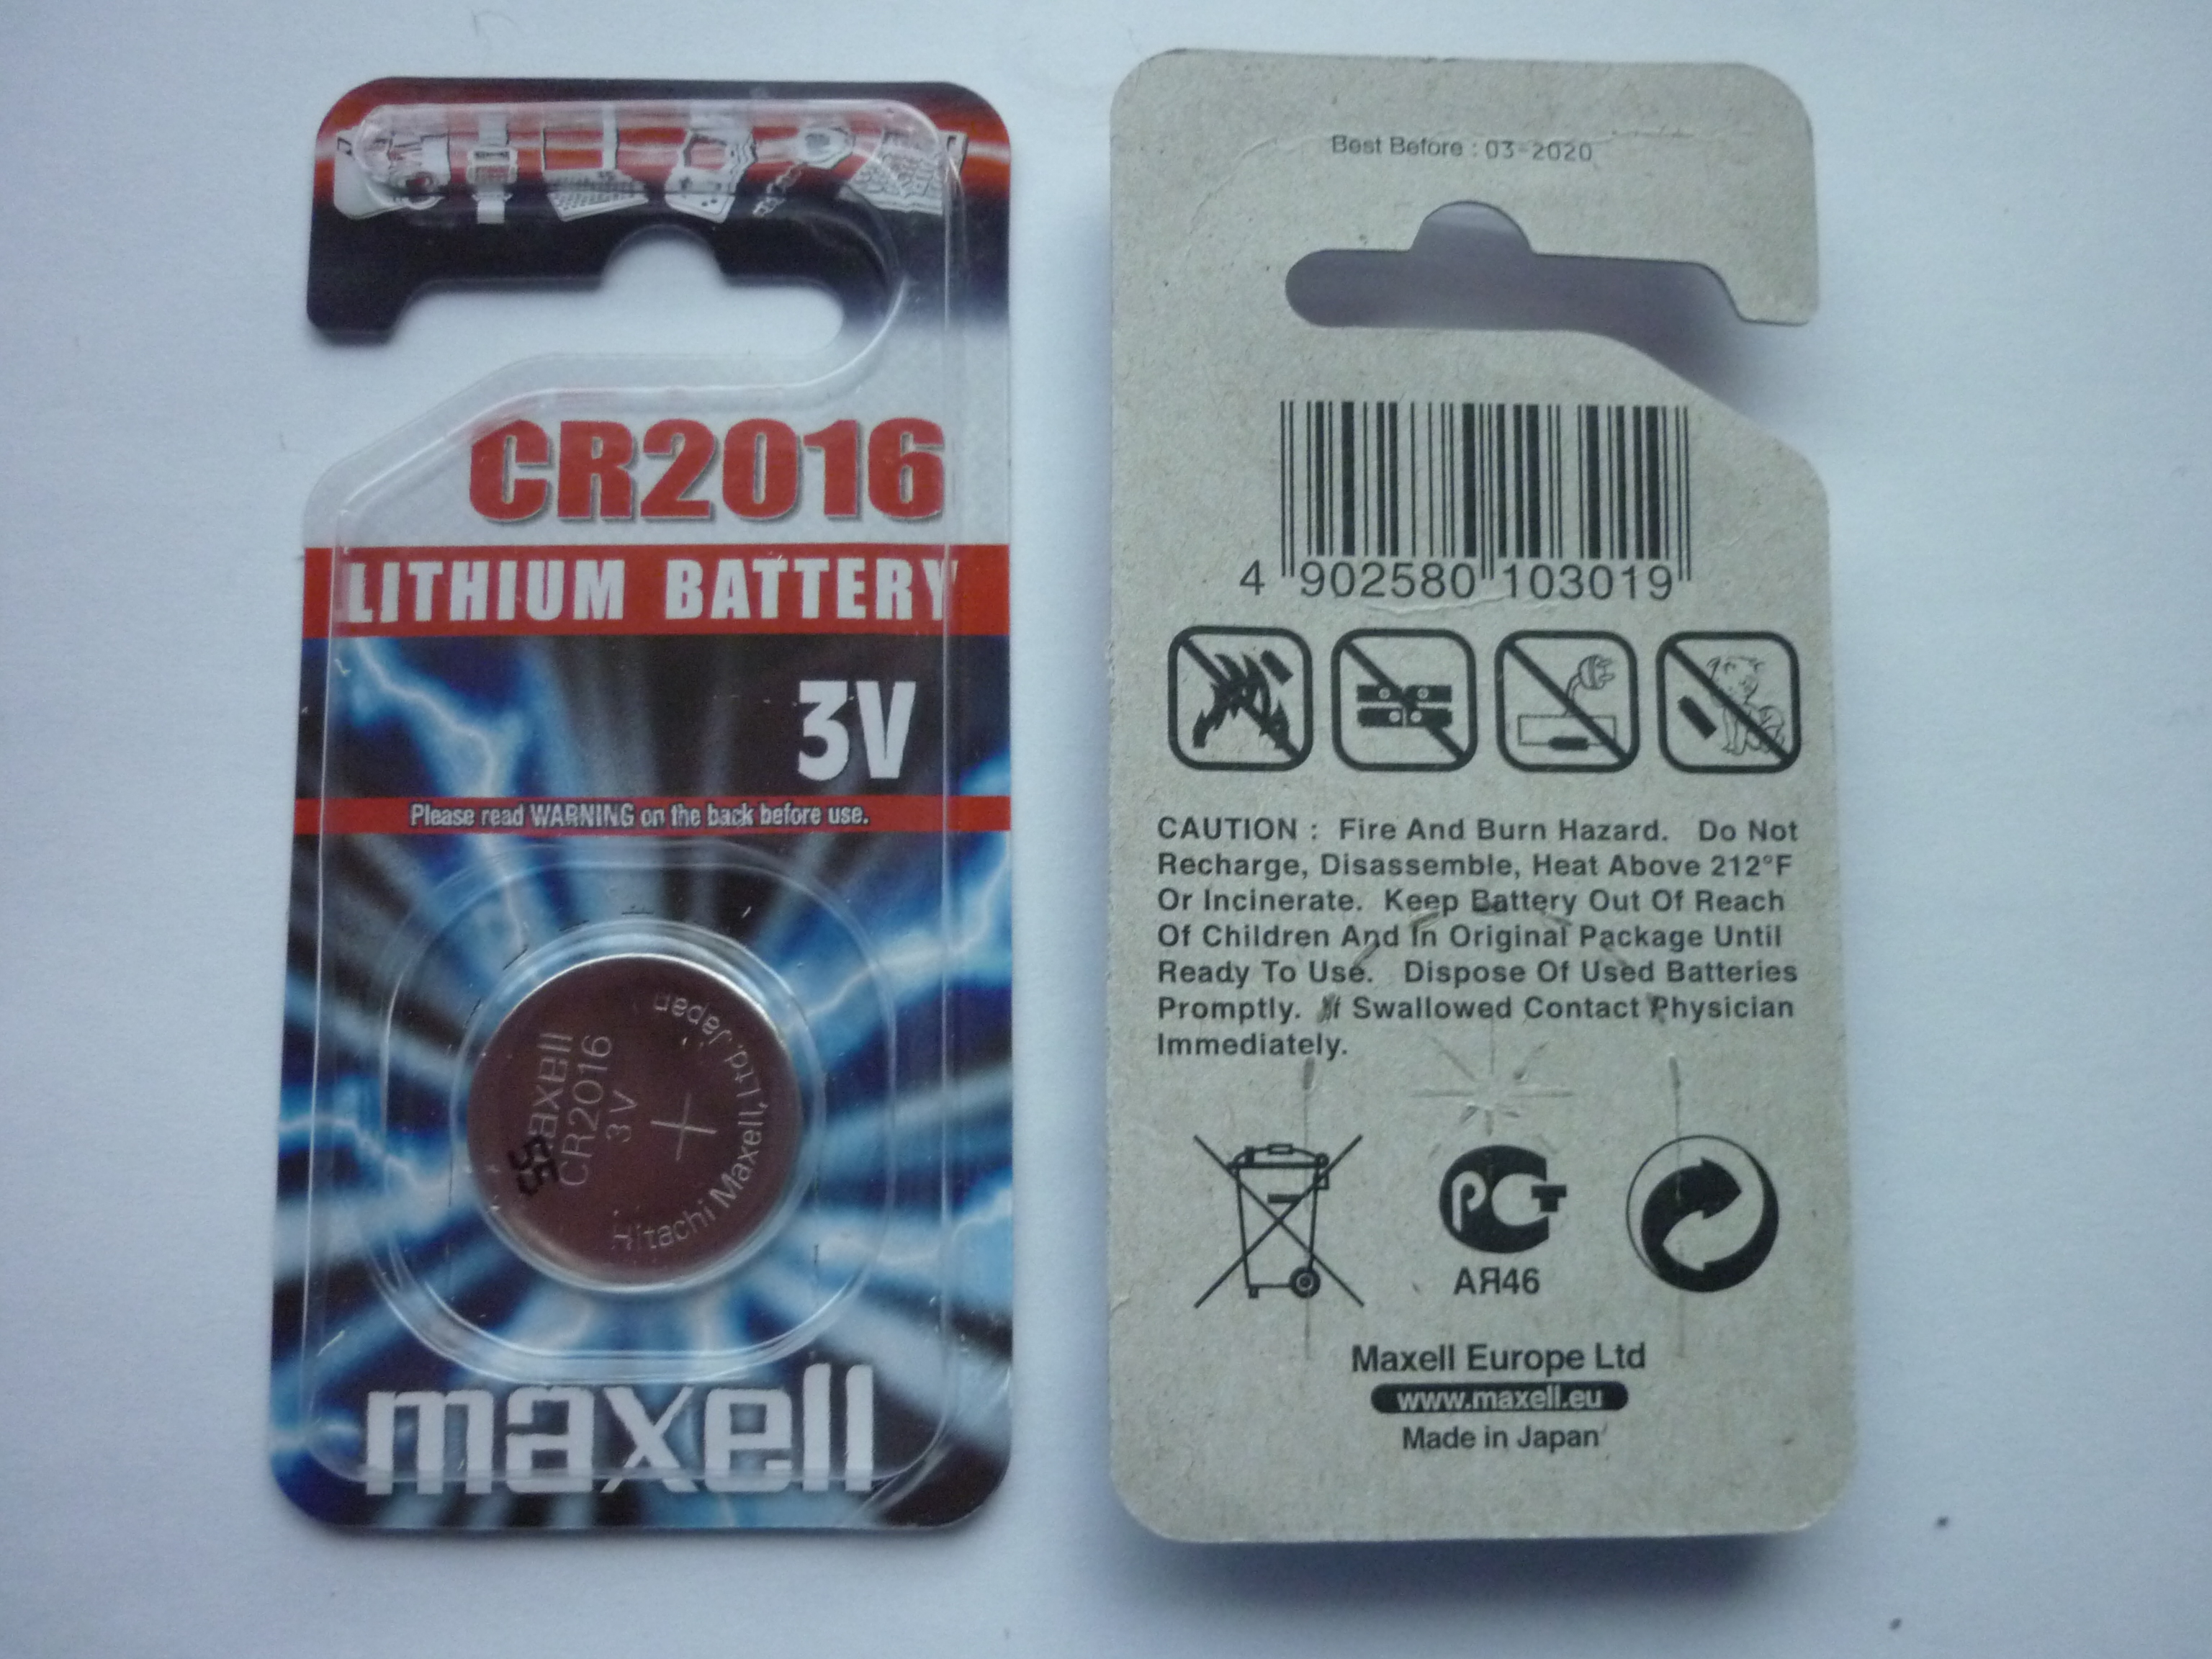 CR2016
LITHIUM BATTERY
3V
Please read WARNING on the back before use.
maxell
CR2016
3V
Hitachi Maxell, Ltd. Japan
55
maxell
Best Before : 03-2020
4 902580 103019
CAUTION : Fire And Burn Hazard. Do Not
Recharge, Disassemble, Heat Above 212°F
Or Incinerate. Keep Battery Out Of Reach
Of Children And In Original Package Until
Ready To Use. Dispose Of Used Batteries
Promptly. If Swallowed Contact Physician
Immediately.
РСТ
АЯ46
Maxell Europe Ltd
www.maxell.eu
Made in Japan